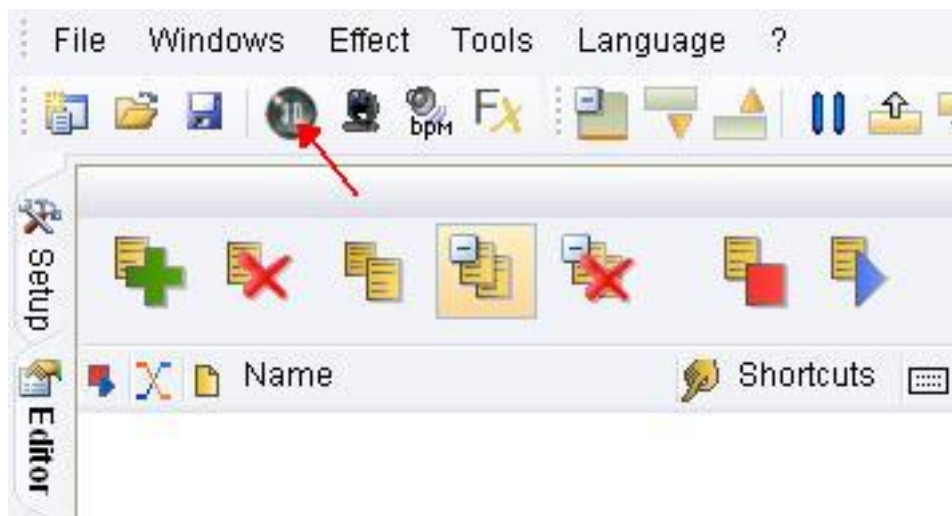 File Windows Effect Tools Language ?
bpm Fx
Setup
Name Shortcuts
Editor